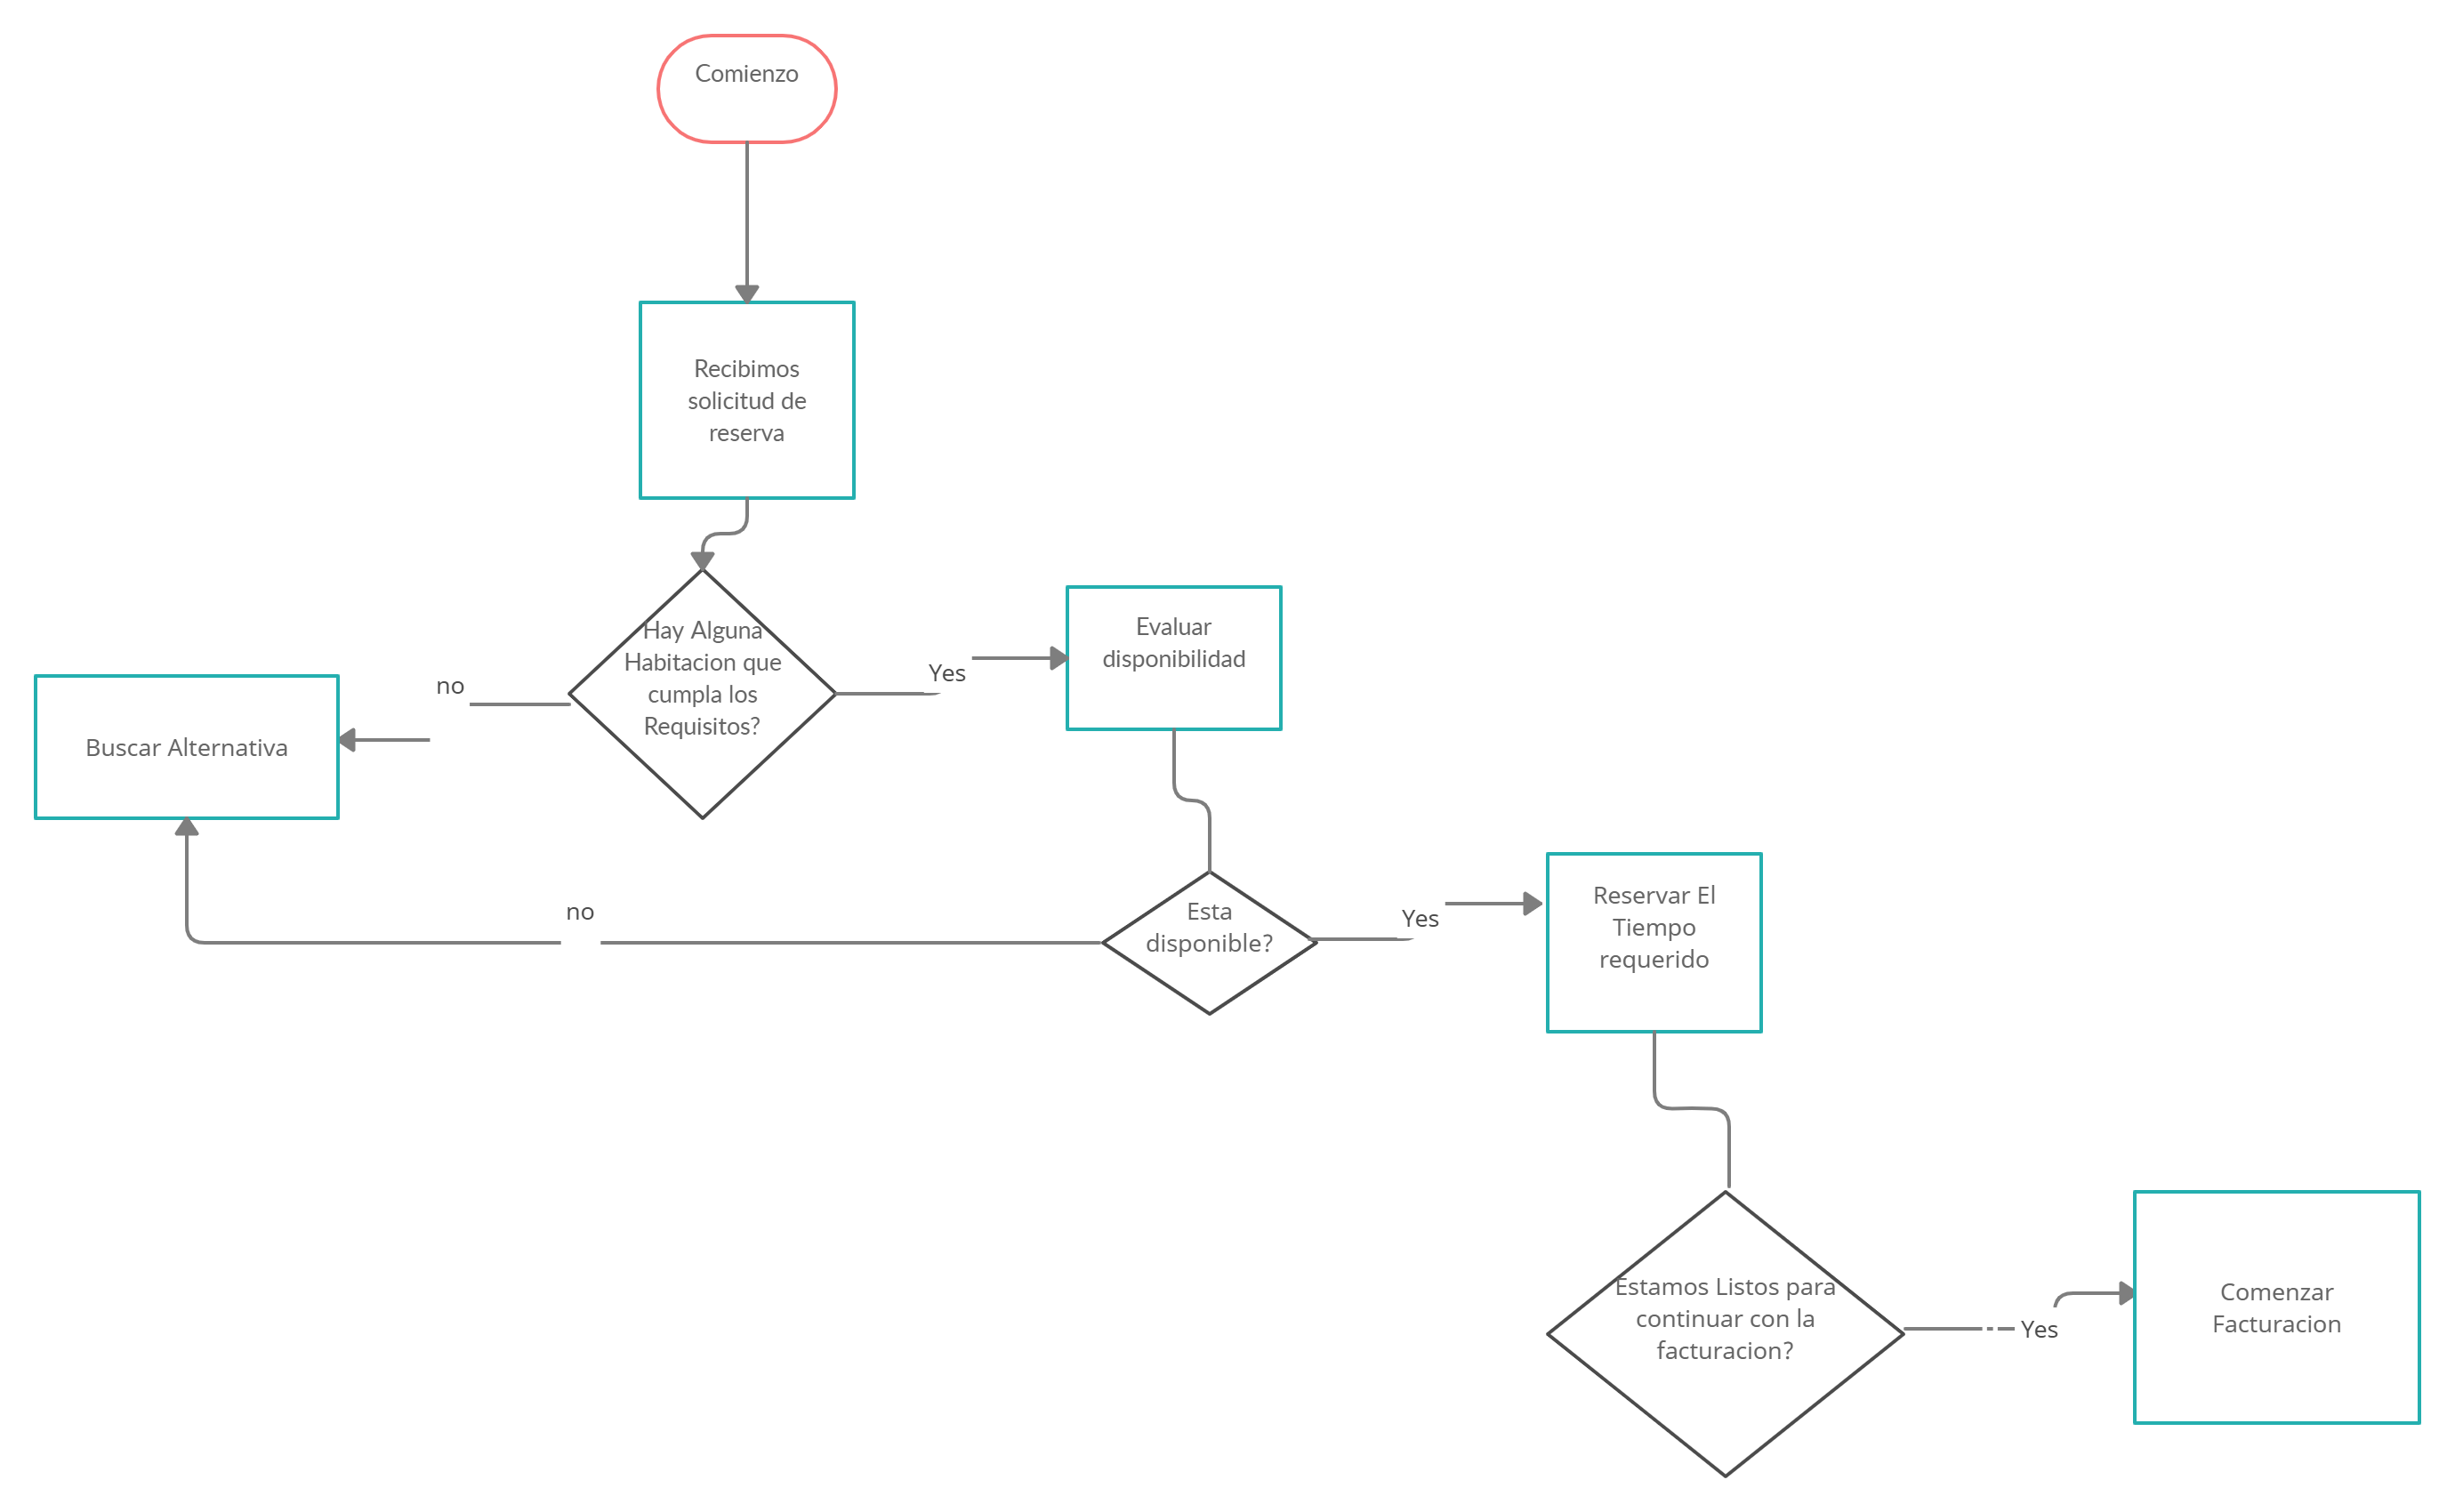 Comienzo
Recibimos
solicitud de
reserva
Hay Alguna
Habitacion que
cumpla los
Requisitos?
Yes
Evaluar
disponibilidad
no
Buscar Alternativa
Esta
disponible?
no
Yes
Reservar El
Tiempo
requerido
Estamos Listos para
continuar con la
facturacion?
Yes
Comenzar
Facturacion